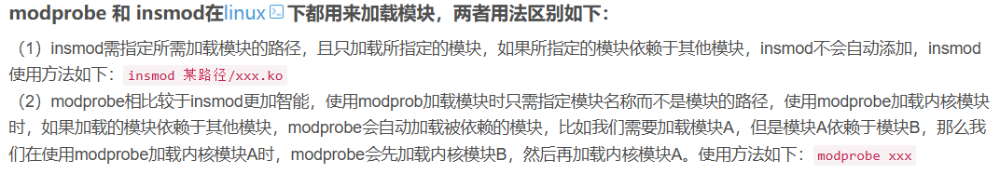 modprobe 和 insmod在linux下都用来加载模块，两者用法区别如下：
（1）insmod需指定所需加载模块的路径，且只加载所指定的模块，如果所指定的模块依赖于其他模块，insmod不会自动添加，insmod
使用方法如下：insmod 某路径/xxx.ko
（2）modprobe相比较于insmod更加智能，使用modprob加载模块时只需指定模块名称而不是模块的路径，使用modprobe加载内核模块
时，如果加载的模块依赖于其他模块，modprobe会自动加载被依赖的模块，比如我们需要加载模块A，但是模块A依赖于模块B，那么我
们在使用modprobe加载内核模块A时，modprobe会先加载内核模块B，然后再加载内核模块A。使用方法如下：modprobe xxx